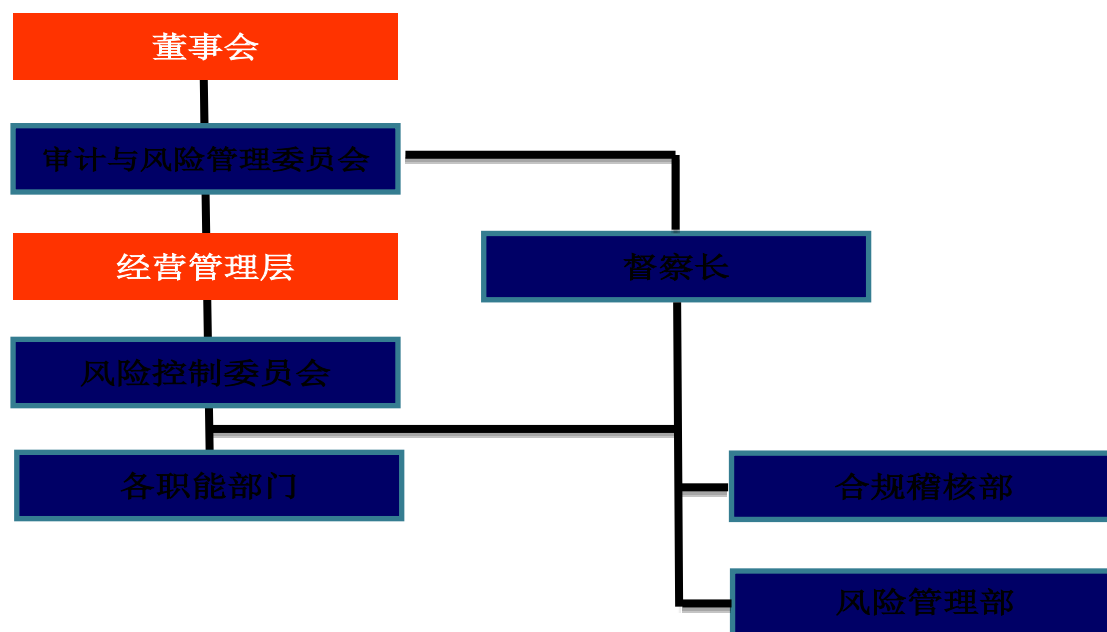 董事会
审计与风险管理委员会
经营管理层
督察长
风险控制委员会
各职能部门
合规稽核部
风险管理部